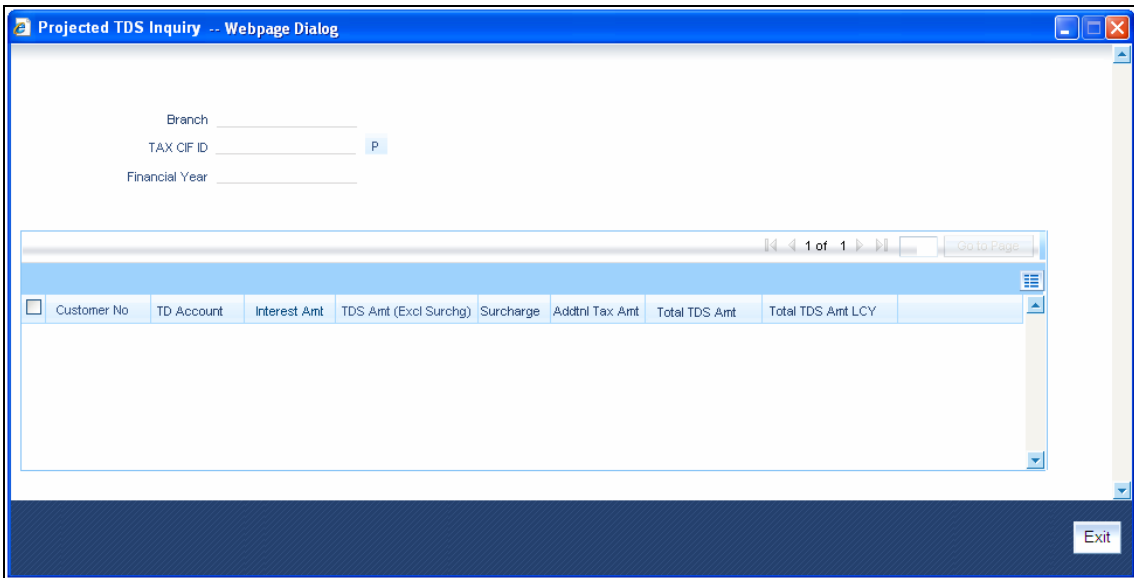 Projected TDS Inquiry -- Webpage Dialog
Branch
TAX CIF ID P
Financial Year
1 of 1 Go to Page
Customer No TD Account Interest Amt TDS Amt (Excl Surchg) Surcharge Addtnl Tax Amt Total TDS Amt Total TDS Amt LCY
Exit